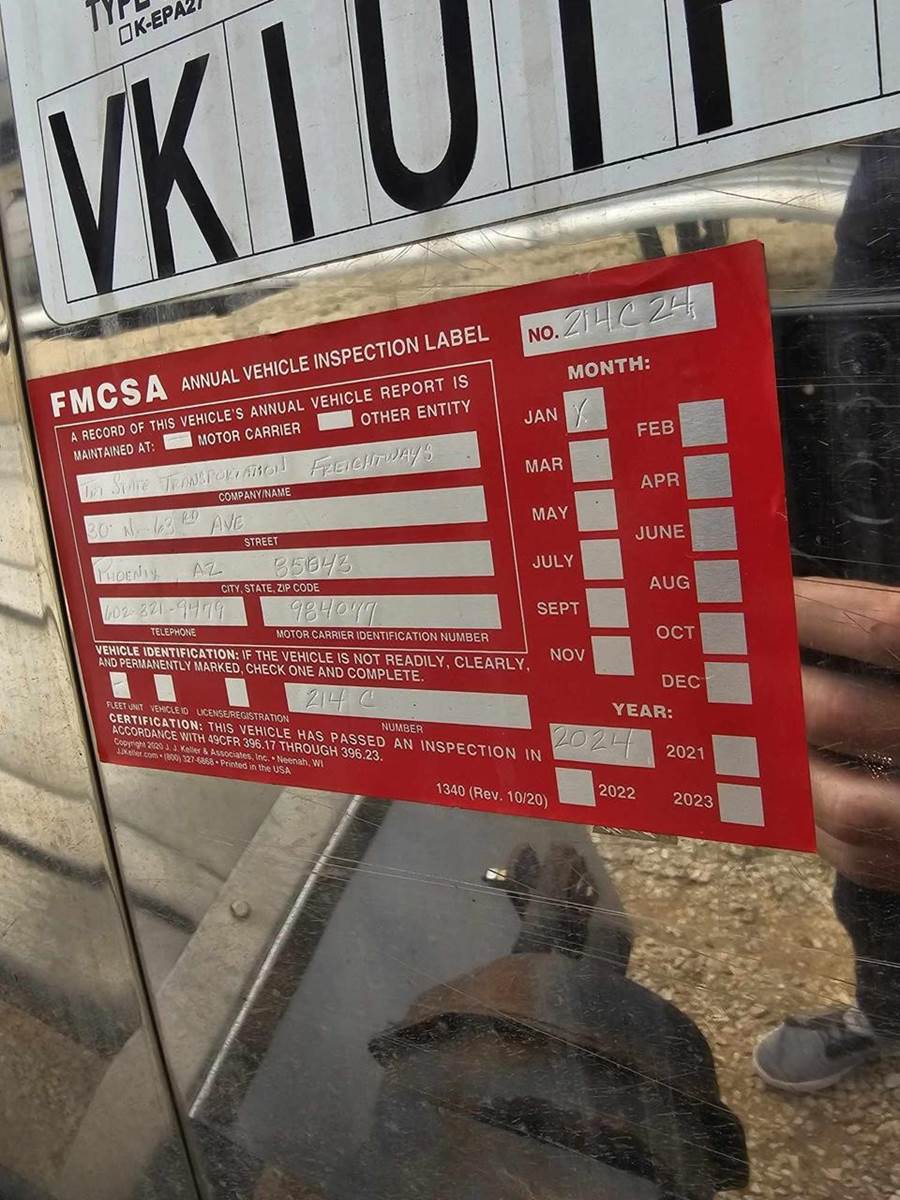 TYPE
□K-EPA27
VKIUTP
FMCSA ANNUAL VEHICLE INSPECTION LABEL
NO. 214C24
A RECORD OF THIS VEHICLE'S ANNUAL VEHICLE REPORT IS
MAINTAINED AT: MOTOR CARRIER OTHER ENTITY
TRI STATE TRANSPORTATION FREIGHTWAYS
COMPANY/NAME
30 N. 63RD AVE
STREET
PHOENIX, AZ 85043
CITY, STATE, ZIP CODE
602-321-9479 984077
TELEPHONE MOTOR CARRIER IDENTIFICATION NUMBER
VEHICLE IDENTIFICATION: IF THE VEHICLE IS NOT READILY, CLEARLY,
AND PERMANENTLY MARKED, CHECK ONE AND COMPLETE.
214 C
FLEET UNIT VEHICLE ID LICENSE/REGISTRATION NUMBER
CERTIFICATION: THIS VEHICLE HAS PASSED AN INSPECTION IN
ACCORDANCE WITH 49CFR 396.17 THROUGH 396.23.
Copyright 2020 J. J. Keller & Associates, Inc. • Neenah, WI
JJKeller.com • (800) 327-6868 • Printed in the USA
1340 (Rev. 10/20)
MONTH:
JAN X FEB
MAR APR
MAY JUNE
JULY AUG
SEPT OCT
NOV DEC
YEAR:
2024 2021
2022 2023